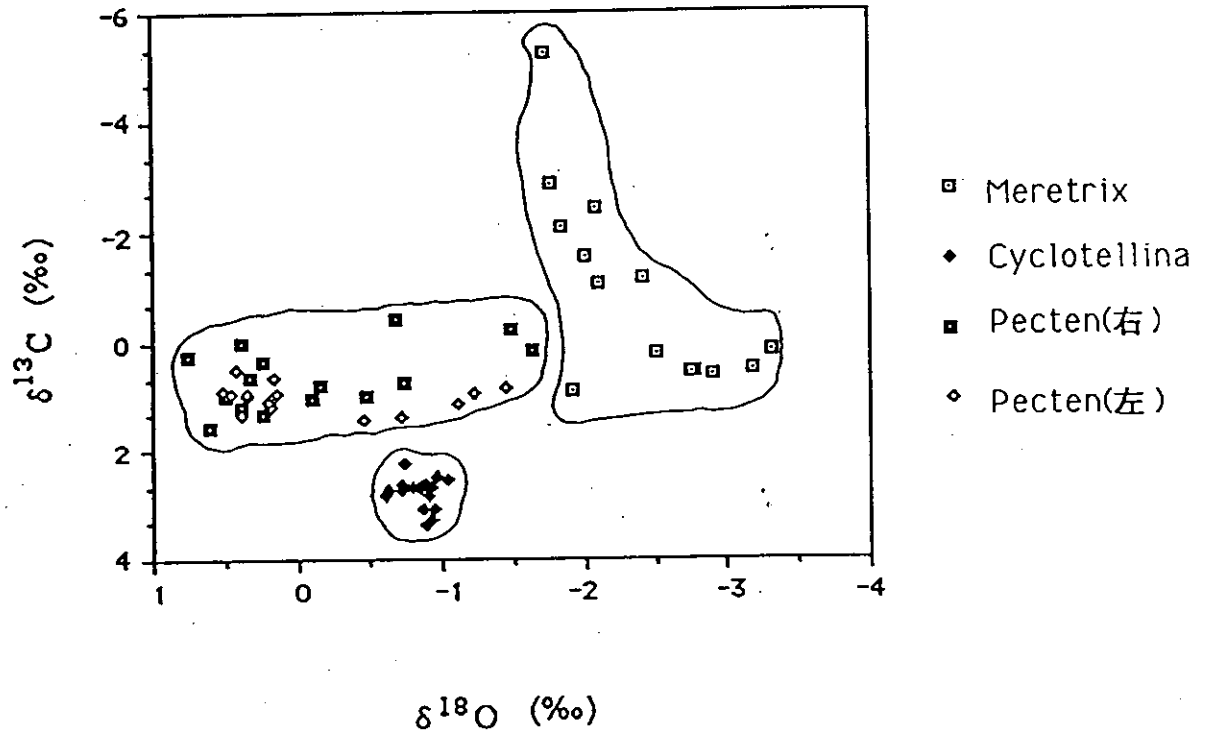 -6
-4
-2
0
2
4
δ13C (‰)
1
0
-1
-2
-3
-4
δ18O (‰)
Meretrix
Cyclotellina
Pecten(右)
Pecten(左)